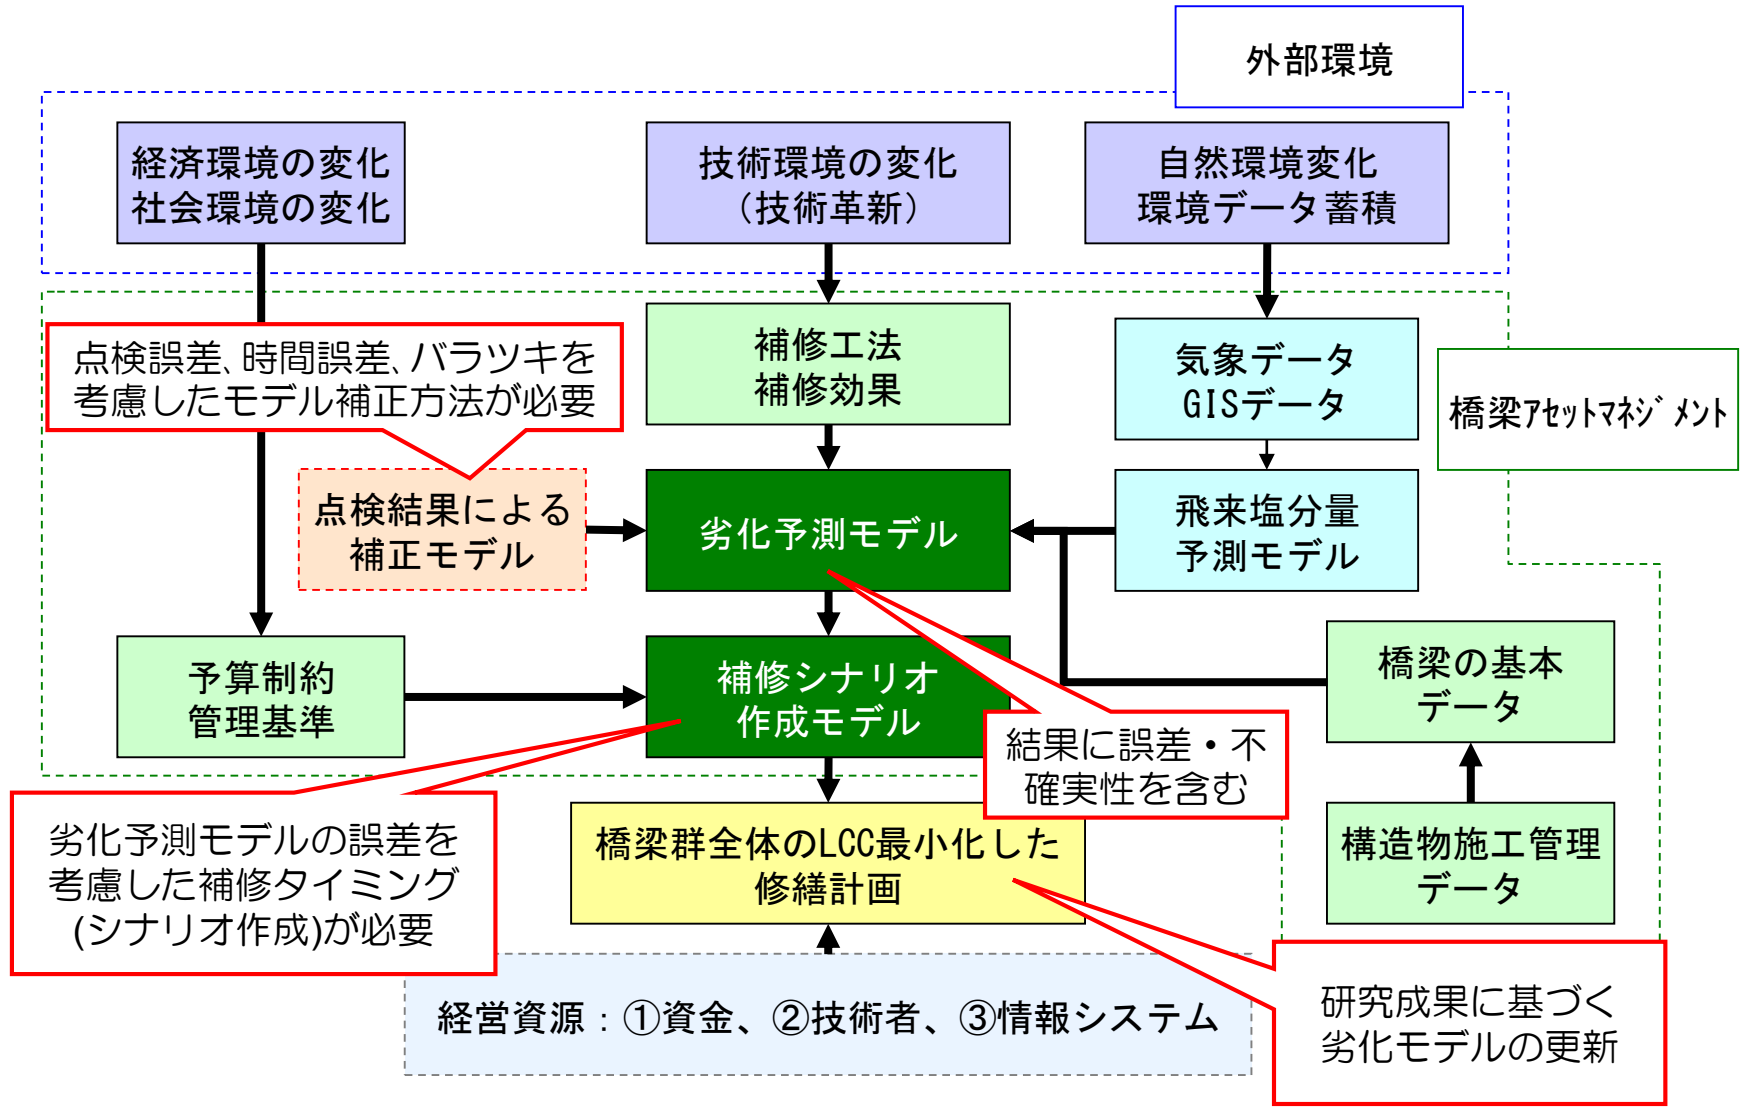 外部環境
経済環境の変化
社会環境の変化
技術環境の変化
（技術革新）
自然環境変化
環境データ蓄積
点検誤差、時間誤差、バラツキを
考慮したモデル補正方法が必要
補修工法
補修効果
気象データ
GISデータ
橋梁ｱｾｯﾄﾏﾈｼﾞﾒﾝﾄ
点検結果による
補正モデル
劣化予測モデル
飛来塩分量
予測モデル
予算制約
管理基準
補修シナリオ
作成モデル
橋梁の基本
データ
結果に誤差・不
確実性を含む
劣化予測モデルの誤差を
考慮した補修タイミング
(シナリオ作成)が必要
橋梁群全体のLCC最小化した
修繕計画
構造物施工管理
データ
経営資源：①資金、②技術者、③情報システム
研究成果に基づく
劣化モデルの更新